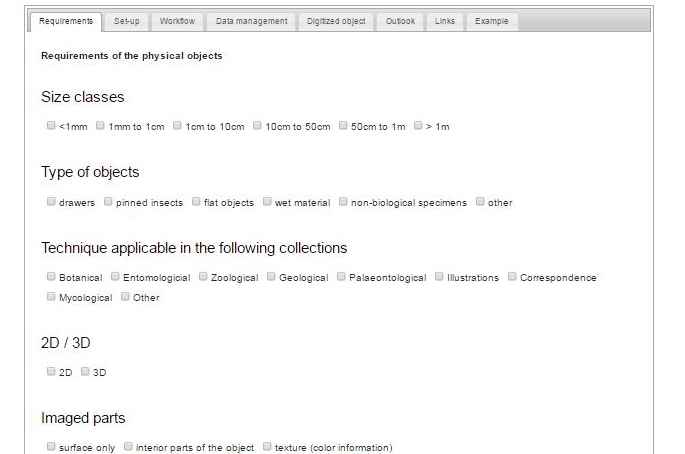 Requirements Set-up Workflow Data management Digitized object Outlook Links Example
Requirements of the physical objects
Size classes
<1mm 1mm to 1cm 1cm to 10cm 10cm to 50cm 50cm to 1m > 1m
Type of objects
drawers pinned insects flat objects wet material non-biological specimens other
Technique applicable in the following collections
Botanical Entomologicial Zoological Geological Palaeontological Illustrations Correspondence
Mycological Other
2D / 3D
2D 3D
Imaged parts
surface only interior parts of the object texture (color information)